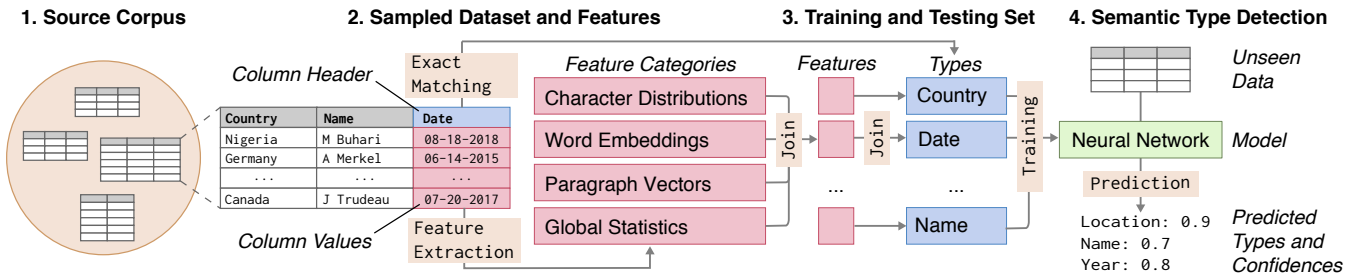 1. Source Corpus
2. Sampled Dataset and Features
3. Training and Testing Set
4. Semantic Type Detection
Column Header
Exact
Matching
Country Name Date
Nigeria M Buhari 08-18-2018
Germany A Merkel 06-14-2015
... ... ...
Canada J Trudeau 07-20-2017
Column Values
Feature
Extraction
Feature Categories
Character Distributions
Word Embeddings
Paragraph Vectors
Global Statistics
Join
Features
Types
Join
Country
Date
... ...
Name
Training
Unseen
Data
Neural Network
Model
Prediction
Location: 0.9
Name: 0.7
Year: 0.8
Predicted
Types and
Confidences